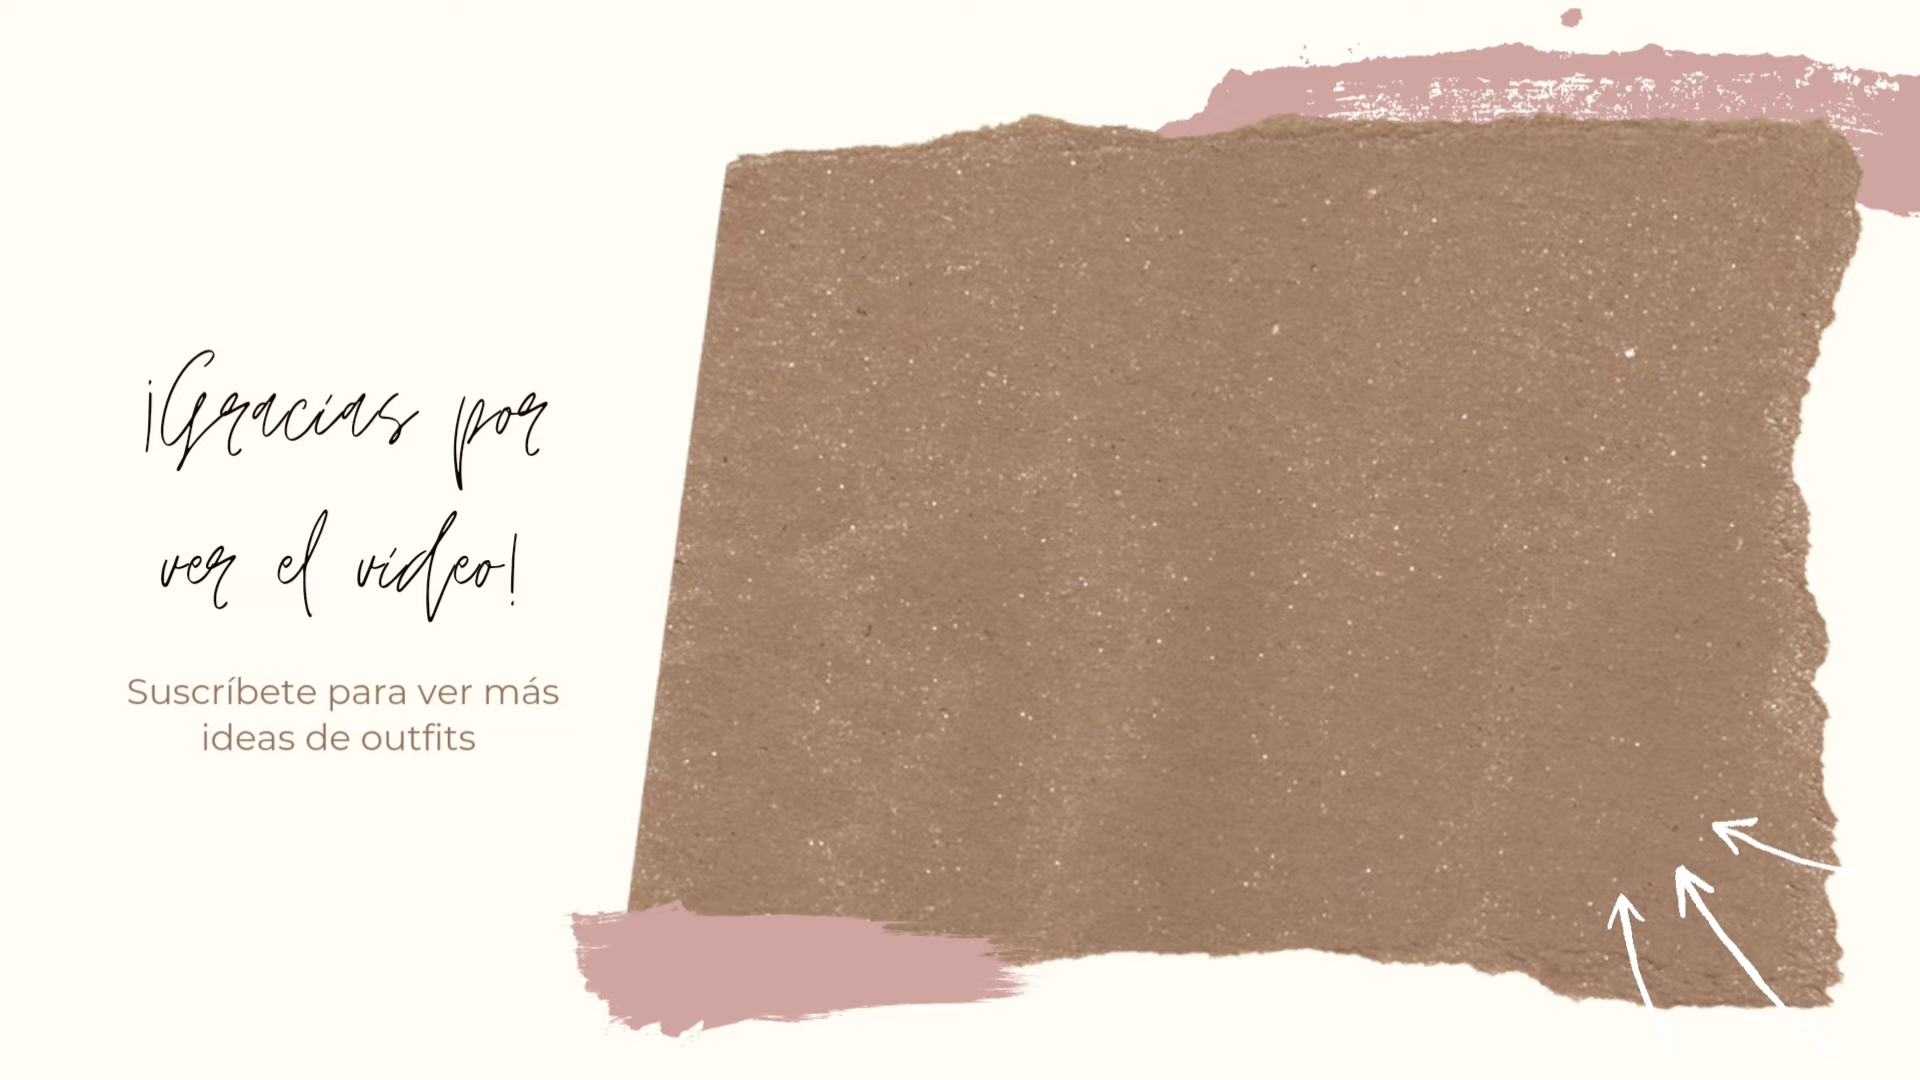 ¡Gracias por
ver el video!
Suscríbete para ver más
ideas de outfits